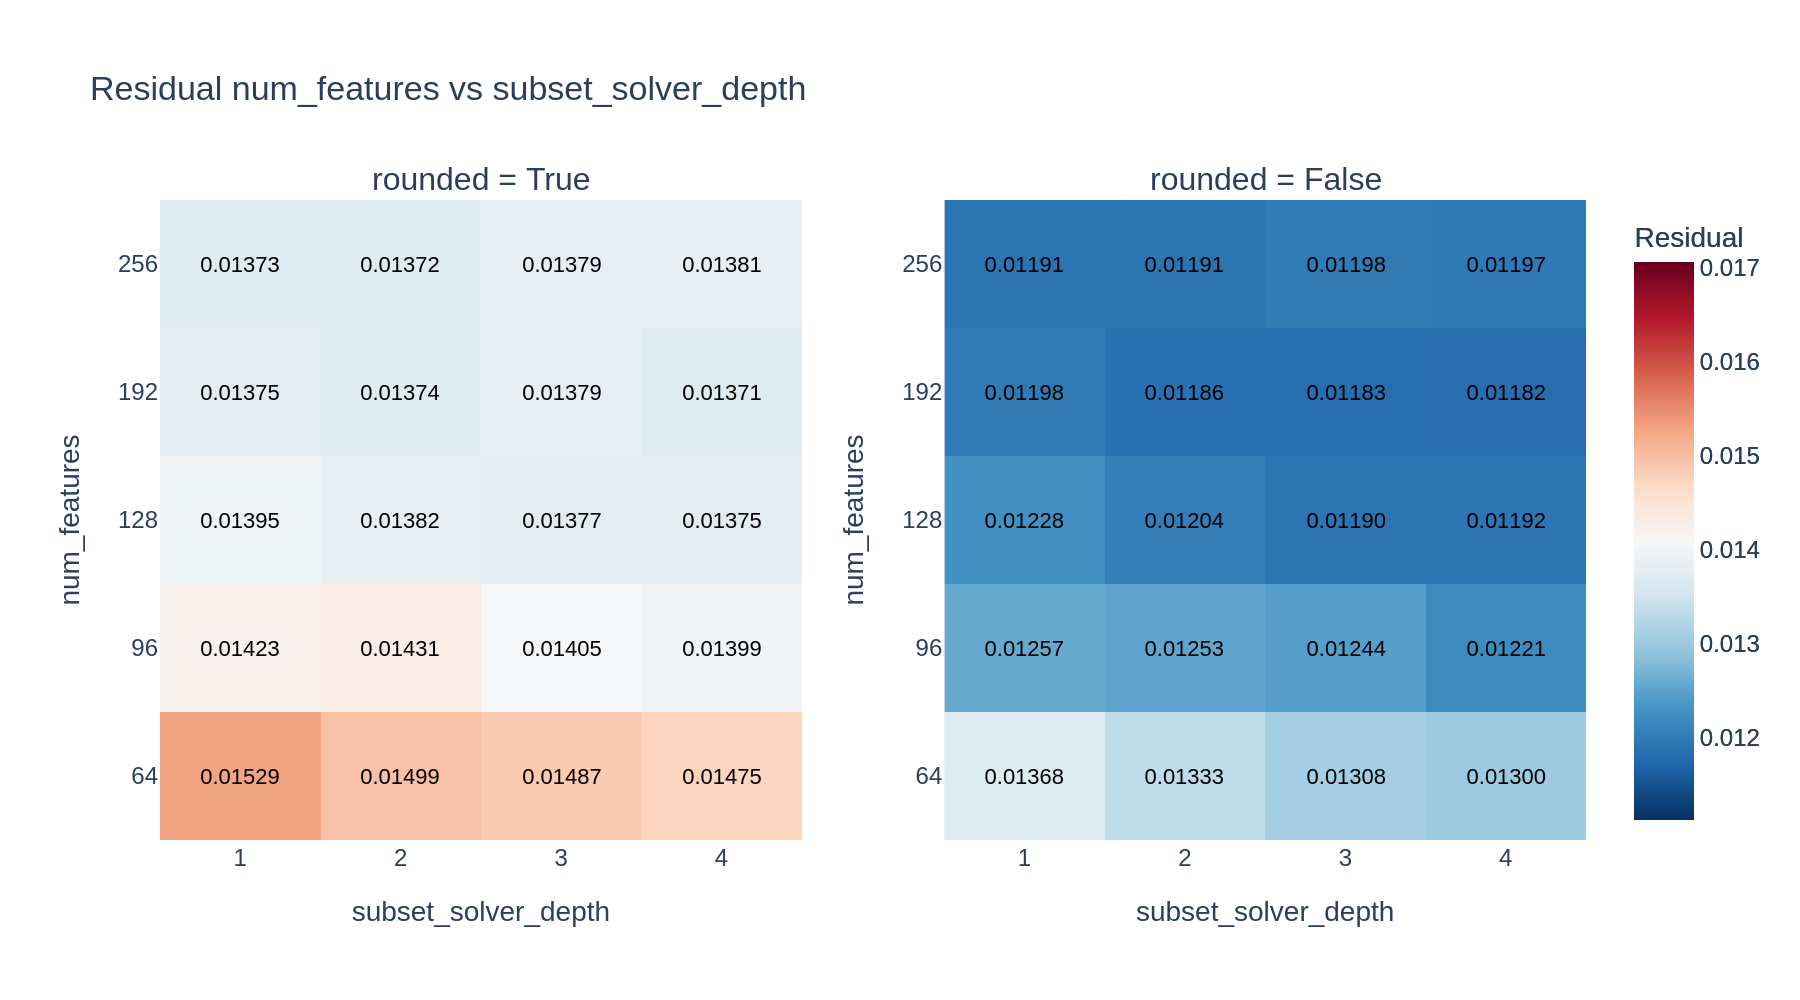 Residual num_features vs subset_solver_depth
rounded = True
rounded = False
num_features
256 0.01373 0.01372 0.01379 0.01381
192 0.01375 0.01374 0.01379 0.01371
128 0.01395 0.01382 0.01377 0.01375
96 0.01423 0.01431 0.01405 0.01399
64 0.01529 0.01499 0.01487 0.01475
1 2 3 4
subset_solver_depth
num_features
256 0.01191 0.01191 0.01198 0.01197
192 0.01198 0.01186 0.01183 0.01182
128 0.01228 0.01204 0.01190 0.01192
96 0.01257 0.01253 0.01244 0.01221
64 0.01368 0.01333 0.01308 0.01300
1 2 3 4
subset_solver_depth
Residual
0.017
0.016
0.015
0.014
0.013
0.012